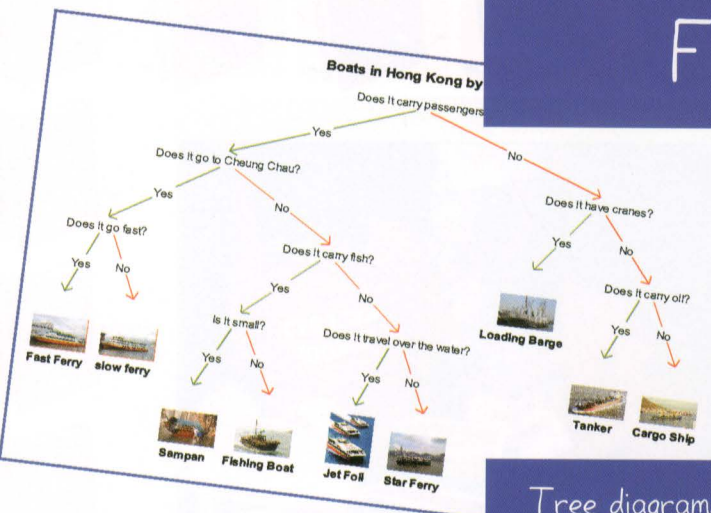 F
Boats in Hong Kong by
Does It carry passengers
Yes
No
Does It go to Cheung Chau?
Does It have cranes?
Yes
No
Yes
No
Does It go fast?
Does It carry fish?
Does It carry oil?
Yes
No
Yes
No
Yes
No
Loading Barge
Is It small?
Does It travel over the water?
Yes
No
Yes
No
Fast Ferry
slow ferry
Tanker
Cargo Ship
Sampan
Fishing Boat
Jet Foil
Star Ferry
Tree diagram